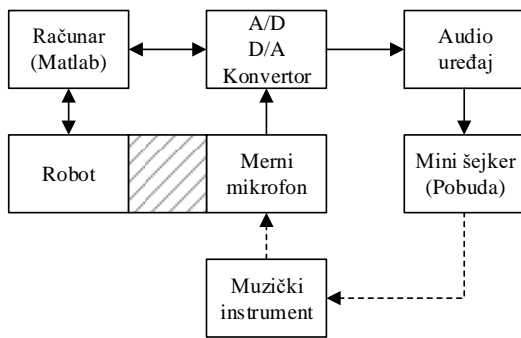 Računar
(Matlab)
A/D
D/A
Konvertor
Audio
uređaj
Robot
Merni
mikrofon
Mini šejker
(Pobuda)
Muzički
instrument